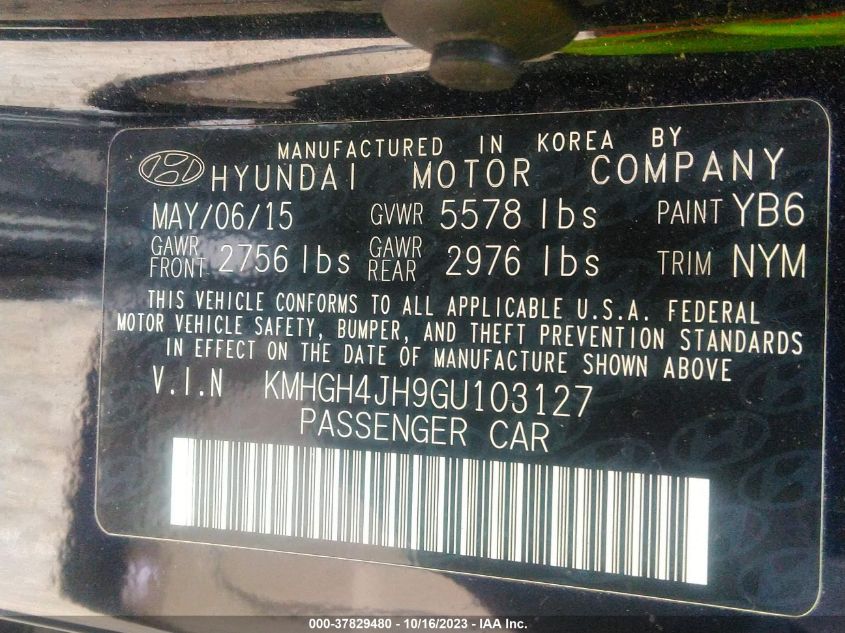 MANUFACTURED IN KOREA BY
HYUNDAI MOTOR COMPANY
MAY/06/15 GVWR 5578 lbs PAINT YB6
GAWR FRONT 2756 lbs GAWR REAR 2976 lbs TRIM NYM
THIS VEHICLE CONFORMS TO ALL APPLICABLE U.S.A. FEDERAL
MOTOR VEHICLE SAFETY, BUMPER, AND THEFT PREVENTION STANDARDS
IN EFFECT ON THE DATE OF MANUFACTURE SHOWN ABOVE
V.I.N KMHGH4JH9GU103127
PASSENGER CAR
000-37829480 - 10/16/2023 - IAA Inc.